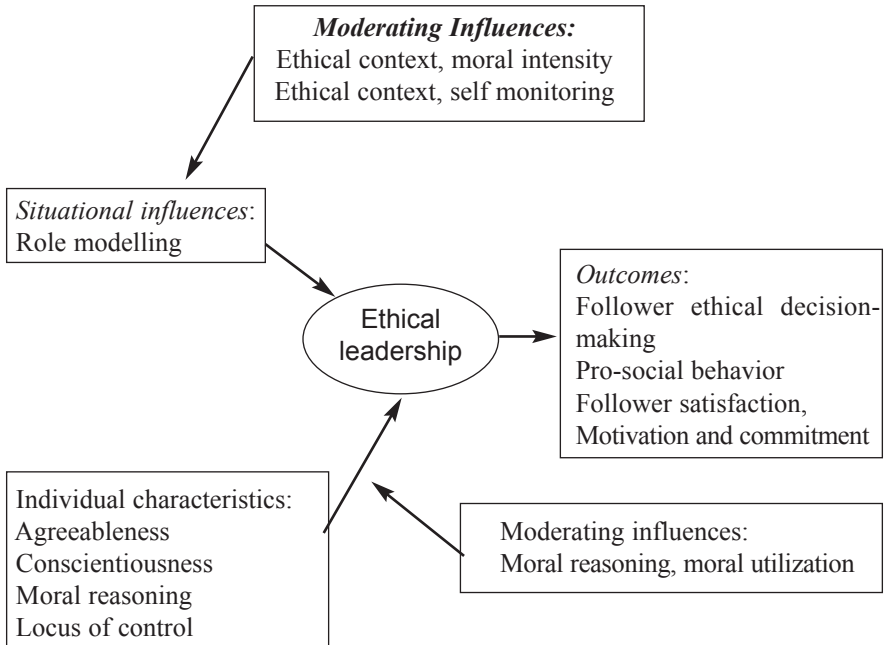 Moderating Influences:
Ethical context, moral intensity
Ethical context, self monitoring
Situational influences:
Role modelling
Ethical
leadership
Outcomes:
Follower ethical decision-
making
Pro-social behavior
Follower satisfaction,
Motivation and commitment
Individual characteristics:
Agreeableness
Conscientiousness
Moral reasoning
Locus of control
Moderating influences:
Moral reasoning, moral utilization